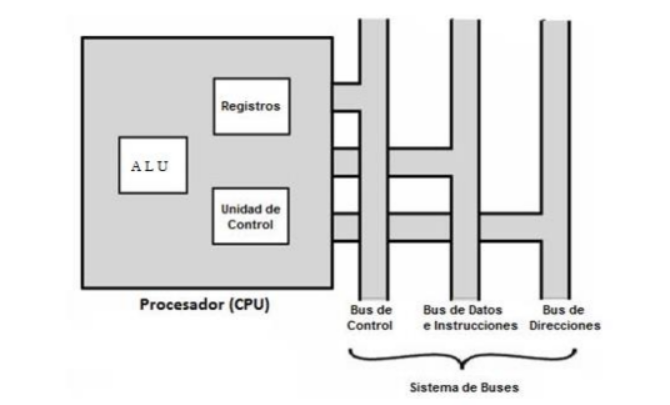 Registros
A L U
Unidad de
Control
Procesador (CPU)
Bus de
Control
Bus de Datos
e Instrucciones
Bus de
Direcciones
Sistema de Buses